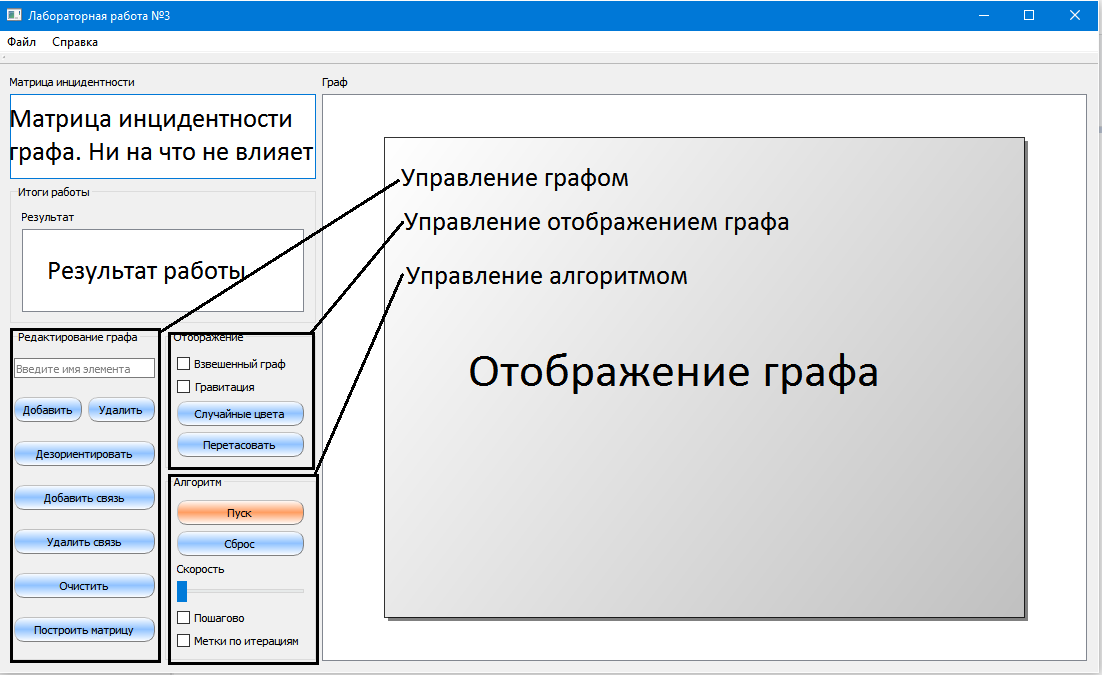 Лабораторная работа №3
Файл Справка
Матрица инцидентности
Граф
Матрица инцидентности
графа. Ни на что не влияет
Итоги работы
Результат
Результат работы
Управление графом
Управление отображением графа
Управление алгоритмом
Отображение графа
Редактирование графа
Введите имя элемента
Добавить Удалить
Дезориентировать
Добавить связь
Удалить связь
Очистить
Построить матрицу
Отображение
Взвешенный граф
Гравитация
Случайные цвета
Перетасовать
Алгоритм
Пуск
Сброс
Скорость
Пошагово
Метки по итерациям